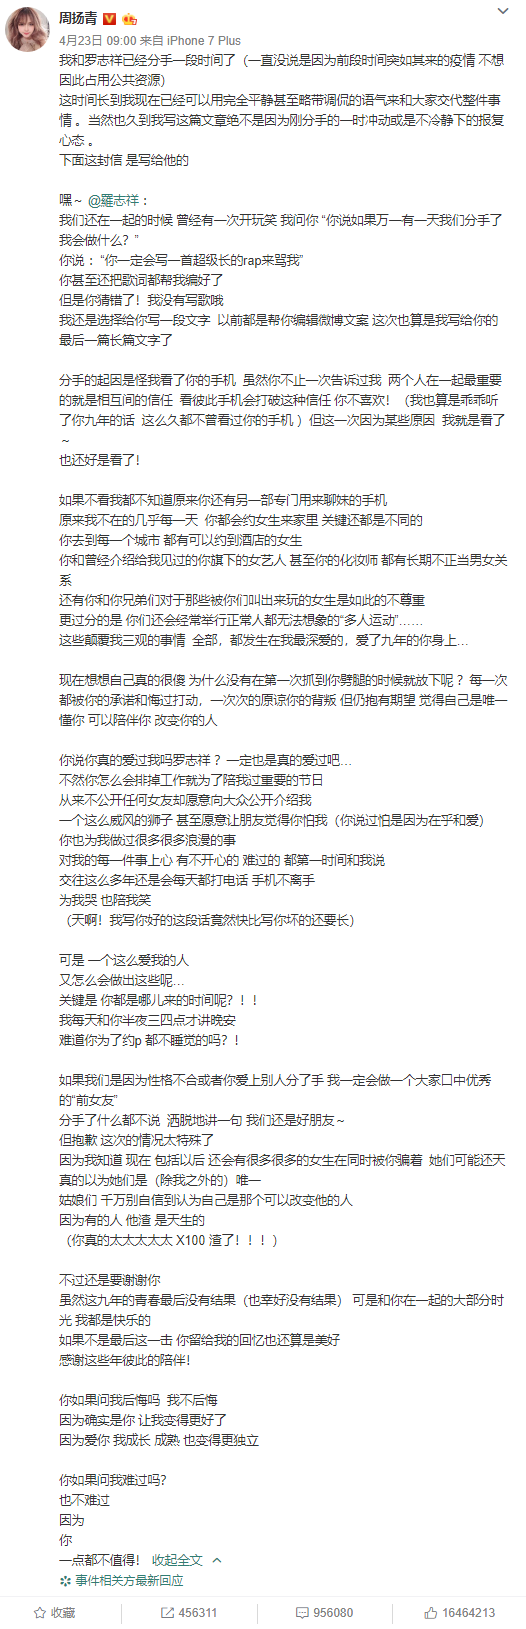 周扬青
4月23日 09:00 来自 iPhone 7 Plus
我和罗志祥已经分手一段时间了（一直没说是因为前段时间突如其来的疫情 不想
因此占用公共资源）
这时间长到我现在已经可以用完全平静甚至略带调侃的语气来和大家交代整件事
情 。当然也久到我写这篇文章绝不是因为刚分手的一时冲动或是不冷静下的报复
心态 。
下面这封信 是写给他的
嘿～ @羅志祥：
我们还在一起的时候 曾经有一次开玩笑 我问你 “你说如果万一有一天我们分手了
我会做什么？”
你说 ：“你一定会写一首超级长的rap来骂我”
你甚至还把歌词都帮我编好了
但是你猜错了！我没有写歌哦
我还是选择给你写一段文字  以前都是帮你编辑微博文案 这次也算是我写给你的
最后一篇长篇文字了
分手的起因是怪我看了你的手机  虽然你不止一次告诉过我  两个人在一起最重要
的就是相互间的信任  看彼此手机会打破这种信任 你不喜欢！（我也算是乖乖听
了你九年的话  这么久都不曾看过你的手机 ）但这一次因为某些原因  我就是看了
～
也还好是看了！
如果不看我都不知道原来你还有另一部专门用来聊妹的手机
原来我不在的几乎每一天  你都会约女生来家里 关键还都是不同的
你去到每一个城市 都有可以约到酒店的女生
你和曾经介绍给我见过的你旗下的女艺人 甚至你的化妆师 都有长期不正当男女关
系
还有你和你兄弟们对于那些被你们叫出来玩的女生是如此的不尊重
更过分的是 你们还会经常举行正常人都无法想象的“多人运动”……
这些颠覆我三观的事情  全部，都发生在我最深爱的，爱了九年的你身上…
现在想想自己真的很傻 为什么没有在第一次抓到你劈腿的时候就放下呢 ？每一次
都被你的承诺和悔过打动，一次次的原谅你的背叛 但仍抱有期望 觉得自己是唯一
懂你 可以陪伴你 改变你的人
你说你真的爱过我吗罗志祥？一定也是真的爱过吧…
不然你怎么会排掉工作就为了陪我过重要的节日
从来不公开任何女友却愿意向大众公开介绍我
一个这么威风的狮子 甚至愿意让朋友觉得你怕我（你说过怕是因为在乎和爱）
你也为我做过很多很多浪漫的事
对我的每一件事上心 有不开心的 难过的 都第一时间和我说
交往这么多年还是会每天都打电话 手机不离手
为我哭 也陪我笑
（天啊！我写你好的这段话竟然快比写你坏的还要长）
可是 一个这么爱我的人
又怎么会做出这些呢…
关键是 你都是哪儿来的时间呢？！！
我每天和你半夜三四点才讲晚安
难道你为了约p 都不睡觉的吗？!
如果我们是因为性格不合或者你爱上别人分了手 我一定会做一个大家口中优秀
的“前女友”
分手了什么都不说  洒脱地讲一句 我们还是好朋友～
但抱歉 这次的情况太特殊了
因为我知道 现在 包括以后 还会有很多很多的女生在同时被你骗着  她们可能还天
真的以为她们是（除我之外的）唯一
姑娘们 千万别自信到认为自己是那个可以改变他的人
因为有的人 他渣 是天生的
（你真的太太太太太 X100 渣了！！！）
不过还是要谢谢你
虽然这九年的青春最后没有结果（也幸好没有结果） 可是和你在一起的大部分时
光 我都是快乐的
如果不是最后这一击 你留给我的回忆也还算是美好
感谢这些年彼此的陪伴！
你如果问我后悔吗  我不后悔
因为确实是你 让我变得更好了
因为爱你 我成长 成熟 也变得更独立
你如果问我难过吗？
也不难过
因为
你
一点都不值得！ 收起全文
事件相关方最新回应
收藏
456311
956080
16464213